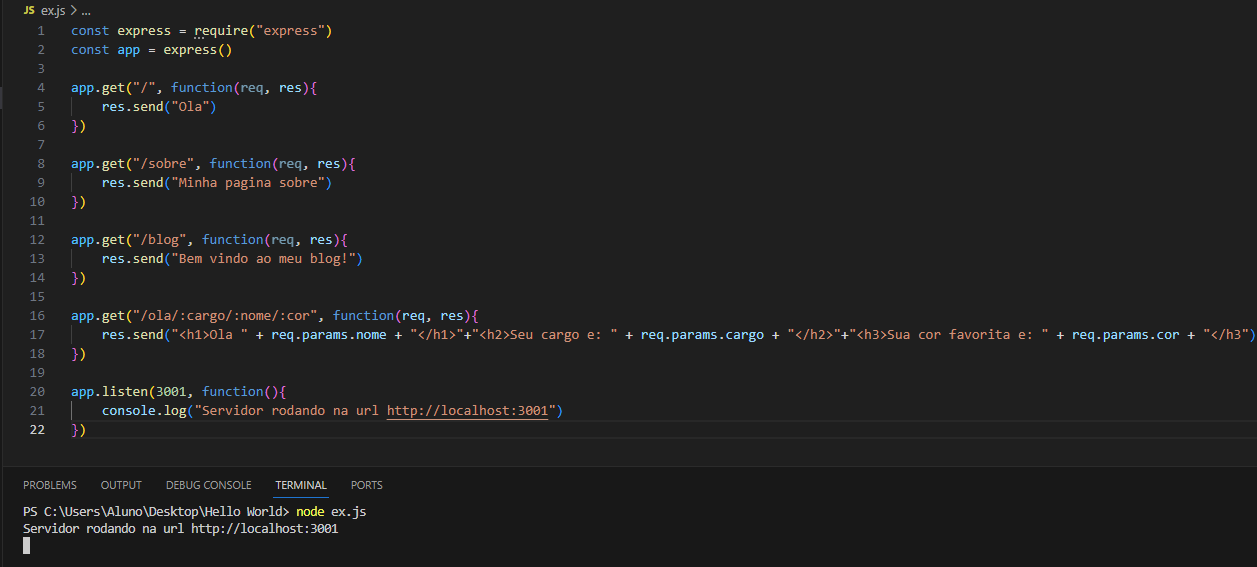 JS ex.js > ...
1 const express = require("express")
2 const app = express()
3
4 app.get("/", function(req, res){
5     res.send("Ola")
6 })
7
8 app.get("/sobre", function(req, res){
9     res.send("Minha pagina sobre")
10 })
11
12 app.get("/blog", function(req, res){
13     res.send("Bem vindo ao meu blog!")
14 })
15
16 app.get("/ola/:cargo/:nome/:cor", function(req, res){
17     res.send("<h1>Ola " + req.params.nome + "</h1>"+"<h2>Seu cargo e: " + req.params.cargo + "</h2>"+"<h3>Sua cor favorita e: " + req.params.cor + "</h3")
18 })
19
20 app.listen(3001, function(){
21     console.log("Servidor rodando na url http://localhost:3001")
22 })
PROBLEMS OUTPUT DEBUG CONSOLE TERMINAL PORTS
PS C:\Users\Aluno\Desktop\Hello World> node ex.js
Servidor rodando na url http://localhost:3001